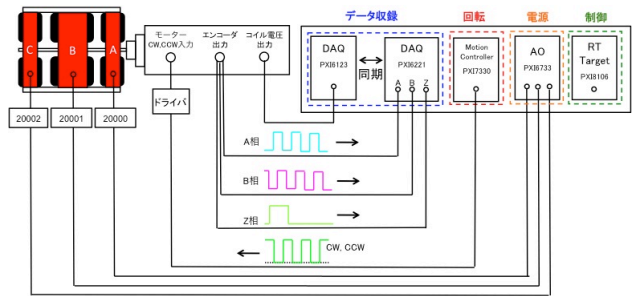 データ収録
回転
電源
制御
C
B
A
モーター
CW,CCW入力
エンコーダ
出力
コイル電圧
出力
DAQ
PXI6123
同期
DAQ
PXI6221
A B Z
Motion
Controller
PXI7330
AO
PXI6733
RT
Target
PXI8106
ドライバ
20002
20001
20000
A相
B相
Z相
CW, CCW